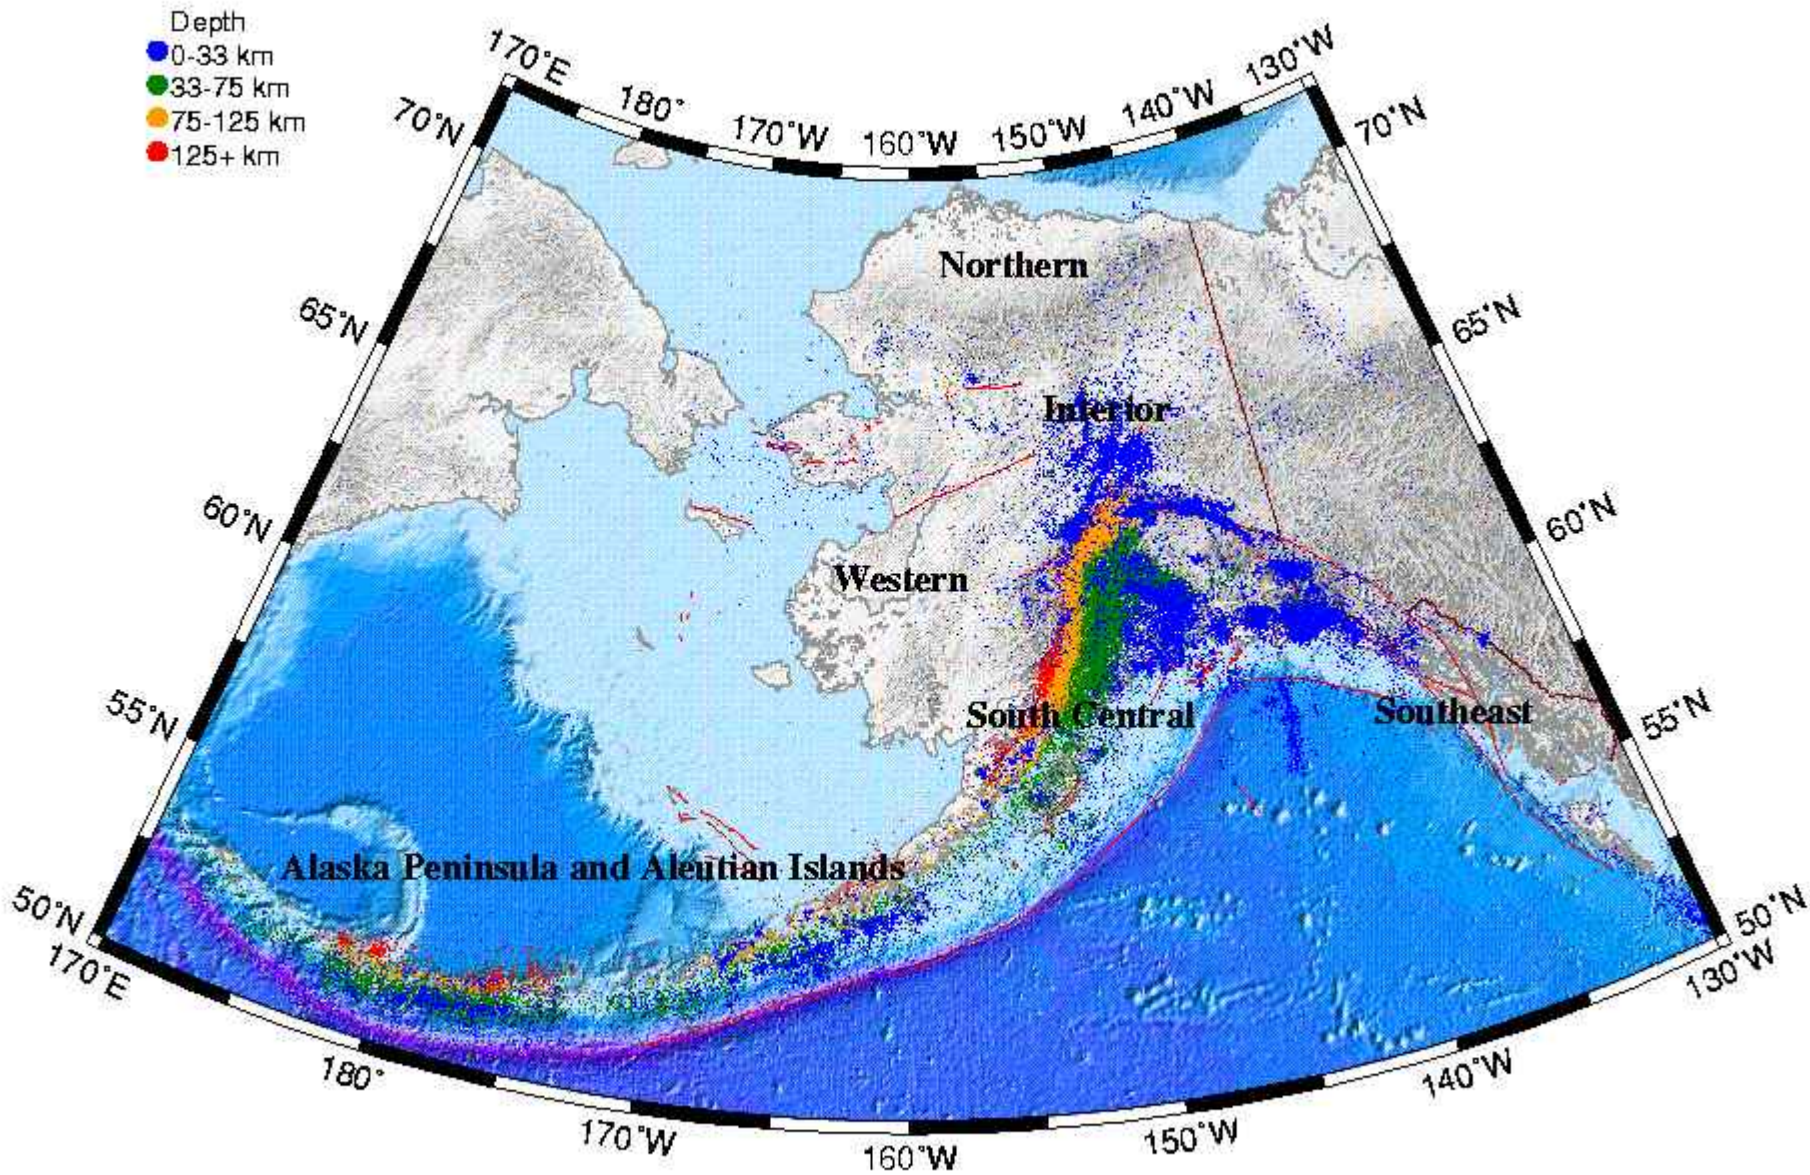 Depth
0-33 km
33-75 km
75-125 km
125+ km
170°E
180°
170°W
160°W
150°W
140°W
130°W
70°N
70°N
65°N
65°N
60°N
60°N
55°N
55°N
50°N
50°N
170°E
180°
170°W
160°W
150°W
140°W
130°W
Northern
Interior
Western
South Central
Southeast
Alaska Peninsula and Aleutian Islands